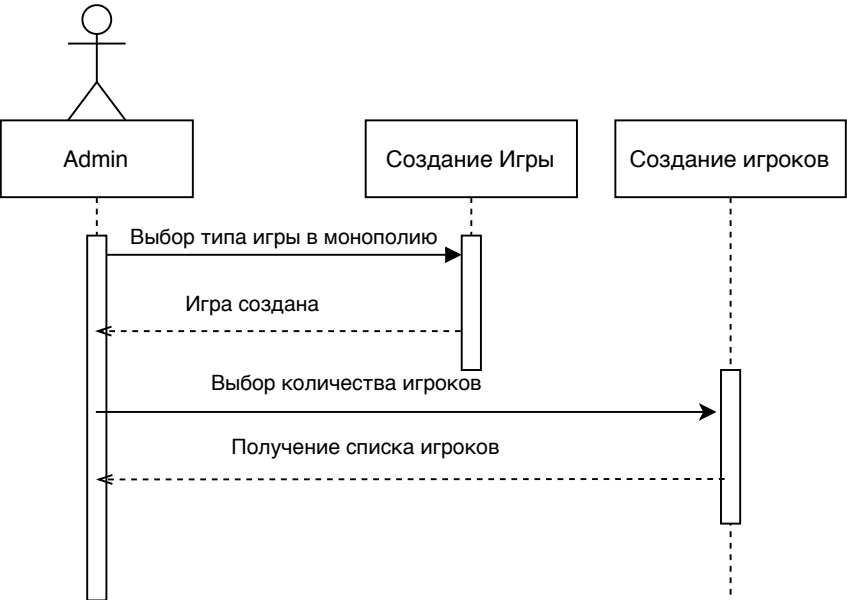 Admin
Создание Игры
Создание игроков
Выбор типа игры в монополию
Игра создана
Выбор количества игроков
Получение списка игроков